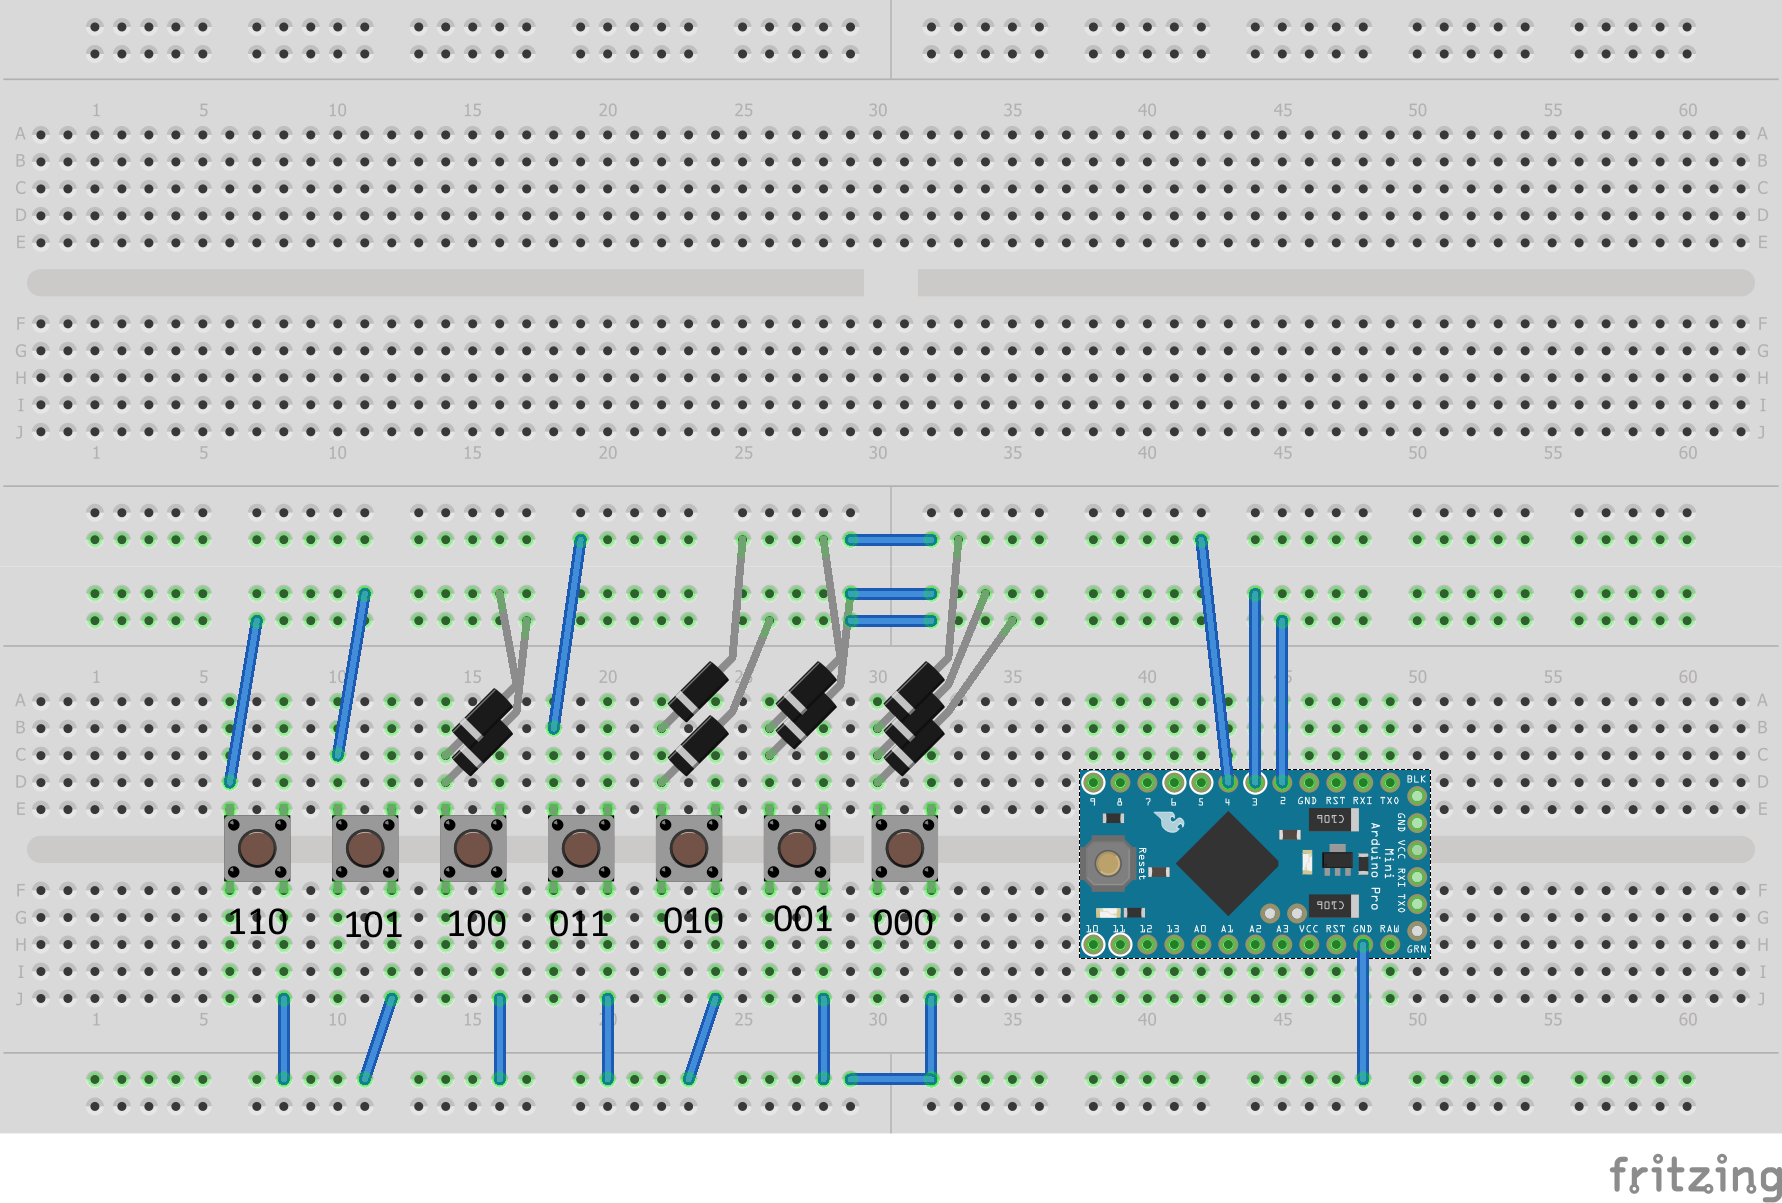 1 5 10 15 20 25 30 35 40 45 50 55 60
A A
B B
C C
D D
E E
F F
G G
H H
I I
J J
1 5 10 15 20 25 30 35 40 45 50 55 60
1 5 10 15 20 25 30 35 40 45 50 55 60
A A
B B
C C
D D
E E
F F
G G
H H
I I
J J
1 5 10 15 20 25 30 35 40 45 50 55 60
110 101 100 011 010 001 000
9 8 7 6 5 4 3 2 GND RST RXI TXO
BLK
GND
VCC
RXI
TXO
GRN
Reset
Arduino Pro
Mini
10 11 12 13 A0 A1 A2 A3 VCC RST GND RAW
fritzing